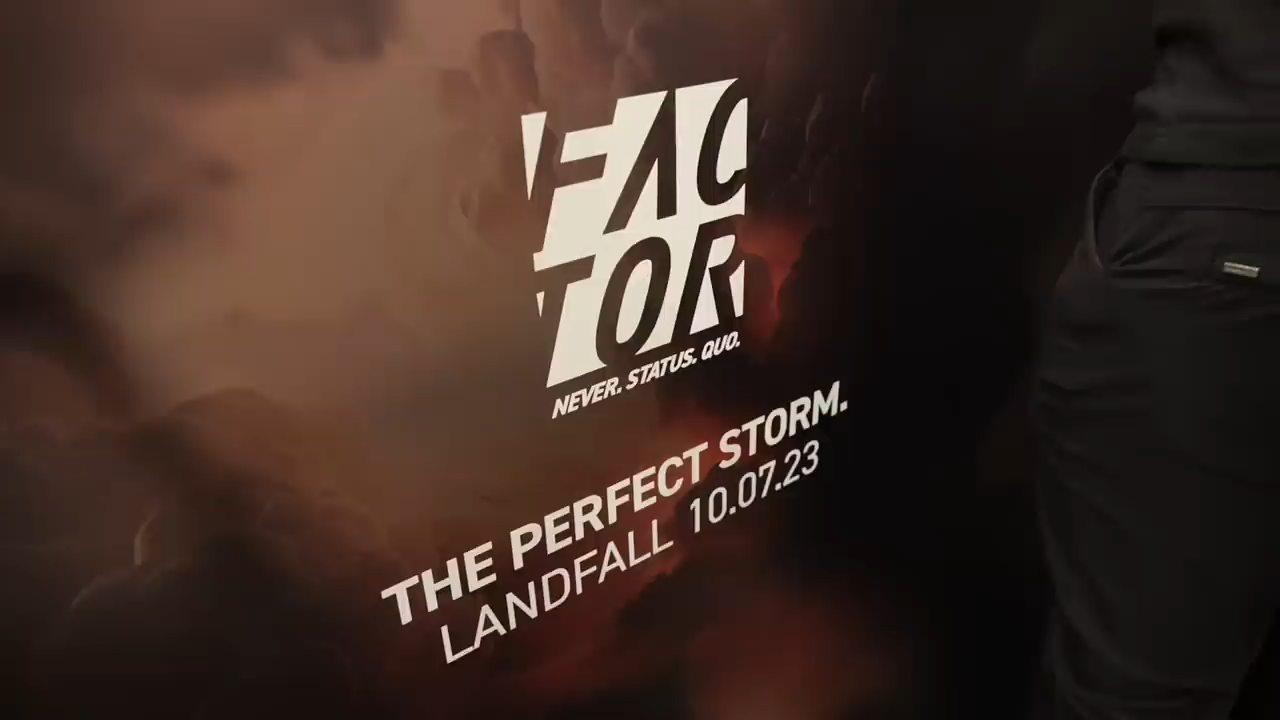 FAC
TOR
NEVER. STATUS. QUO.
THE PERFECT STORM.
LANDFALL 10.07.23